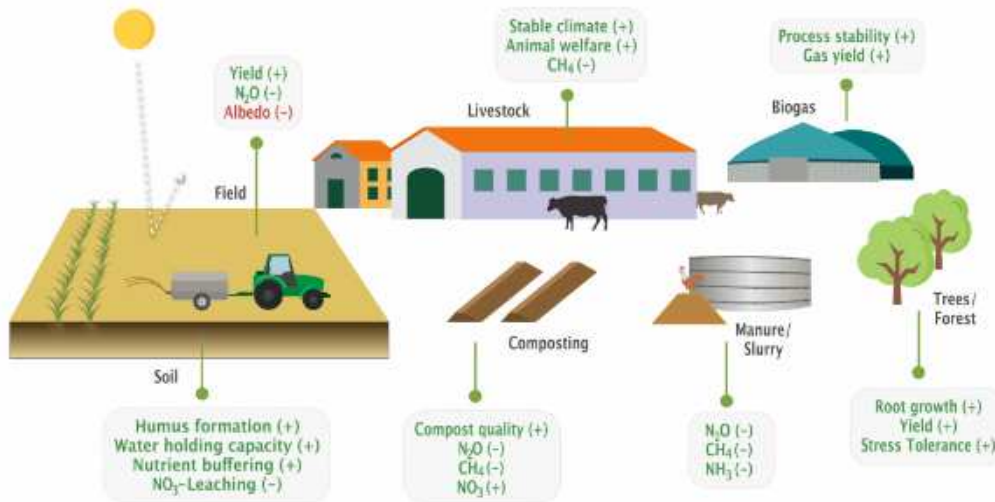 Stable climate (+)
Animal welfare (+)
CH₄ (–)
Process stability (+)
Gas yield (+)
Yield (+)
N₂O (–)
Albedo (–)
Livestock
Biogas
Field
Trees/
Forest
Composting
Manure/
Slurry
Soil
Humus formation (+)
Water holding capacity (+)
Nutrient buffering (+)
NO₃-Leaching (–)
Compost quality (+)
N₂O (–)
CH₄ (–)
NO₃ (+)
N₂O (–)
CH₄ (–)
NH₃ (–)
Root growth (+)
Yield (+)
Stress Tolerance (+)